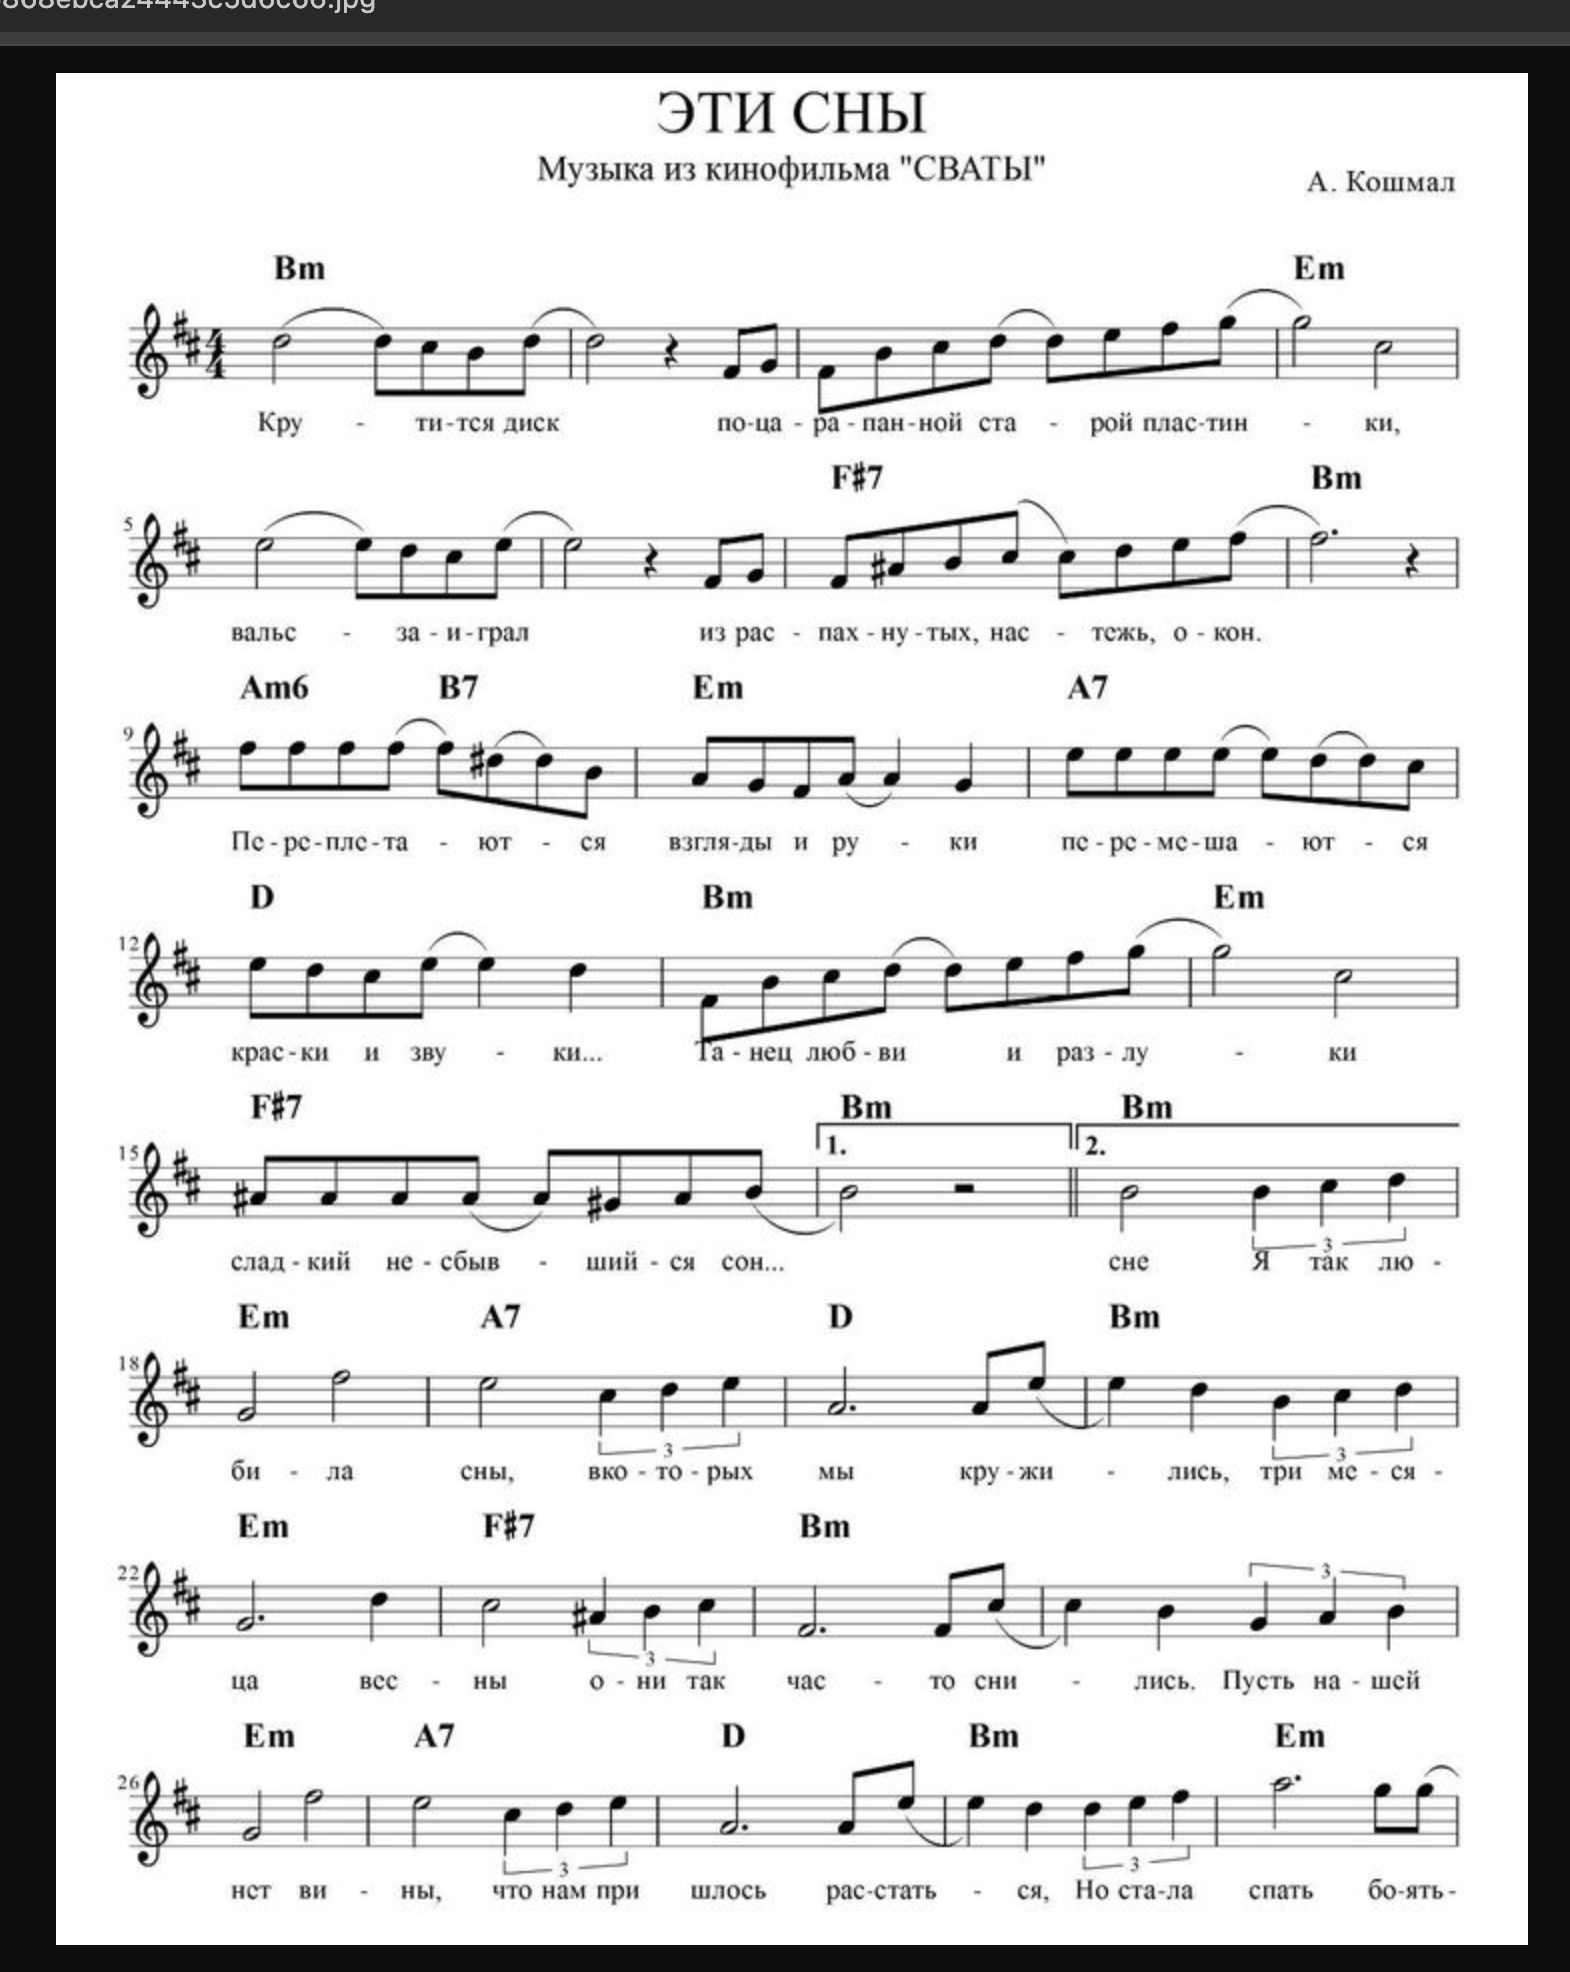 868ebca24443c5d6c66.jpg
ЭТИ СНЫ
Музыка из кинофильма "СВАТЫ"
А. Кошмал
Bm Em
Кру - ти-тся диск по-ца - ра - пан-ной ста - рой плас-тин - ки,
F#7 Bm
5
вальс - за - и - грал из рас - пах - ну - тых, нас - тежь, о - кон.
Am6 B7 Em A7
9
Пе - ре - пле - та - ют - ся взгля-ды и ру - ки пе - ре - ме - ша - ют - ся
D Bm Em
12
крас - ки и зву - ки... Та - нец люб - ви и раз - лу - ки
F#7 Bm Bm
15 1. 2.
слад - кий не - сбыв - ший - ся сон... сне Я так лю -
3
Em A7 D Bm
18
3 3
би - ла сны, вко - то - рых мы кру - жи - лись, три ме - ся -
Em F#7 Bm
22 3
3
ца вес - ны о - ни так час - то сни - лись. Пусть на - шей
Em A7 D Bm Em
26
3 3
нет ви - ны, что нам при шлось рас-стать - ся, Но ста-ла спать бо-ять -